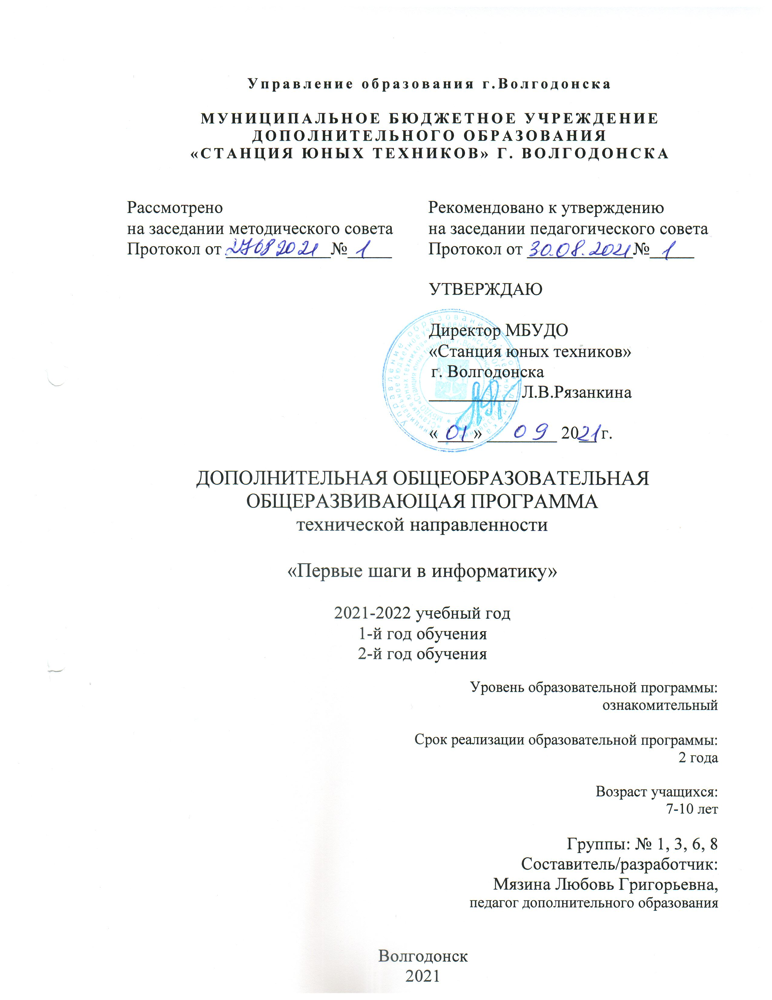 Управление образования г.Волгодонска
МУНИЦИПАЛЬНОЕ БЮДЖЕТНОЕ УЧРЕЖДЕНИЕ
ДОПОЛНИТЕЛЬНОГО ОБРАЗОВАНИЯ
«СТАНЦИЯ ЮНЫХ ТЕХНИКОВ» Г. ВОЛГОДОНСКА
Рассмотрено
на заседании методического совета
Протокол от 27 08 2021 № 1
Рекомендовано к утверждению
на заседании педагогического совета
Протокол от 30.08.2021 № 1
УТВЕРЖДАЮ
Директор МБУДО
«Станция юных техников»
г. Волгодонска
__________ Л.В.Рязанкина
«01» 09 2021 г.
ДОПОЛНИТЕЛЬНАЯ ОБЩЕОБРАЗОВАТЕЛЬНАЯ
ОБЩЕРАЗВИВАЮЩАЯ ПРОГРАММА
технической направленности
«Первые шаги в информатику»
2021-2022 учебный год
1-й год обучения
2-й год обучения
Уровень образовательной программы:
ознакомительный
Срок реализации образовательной программы:
2 года
Возраст учащихся:
7-10 лет
Группы: № 1, 3, 6, 8
Составитель/разработчик:
Мязина Любовь Григорьевна,
педагог дополнительного образования
Волгодонск
2021